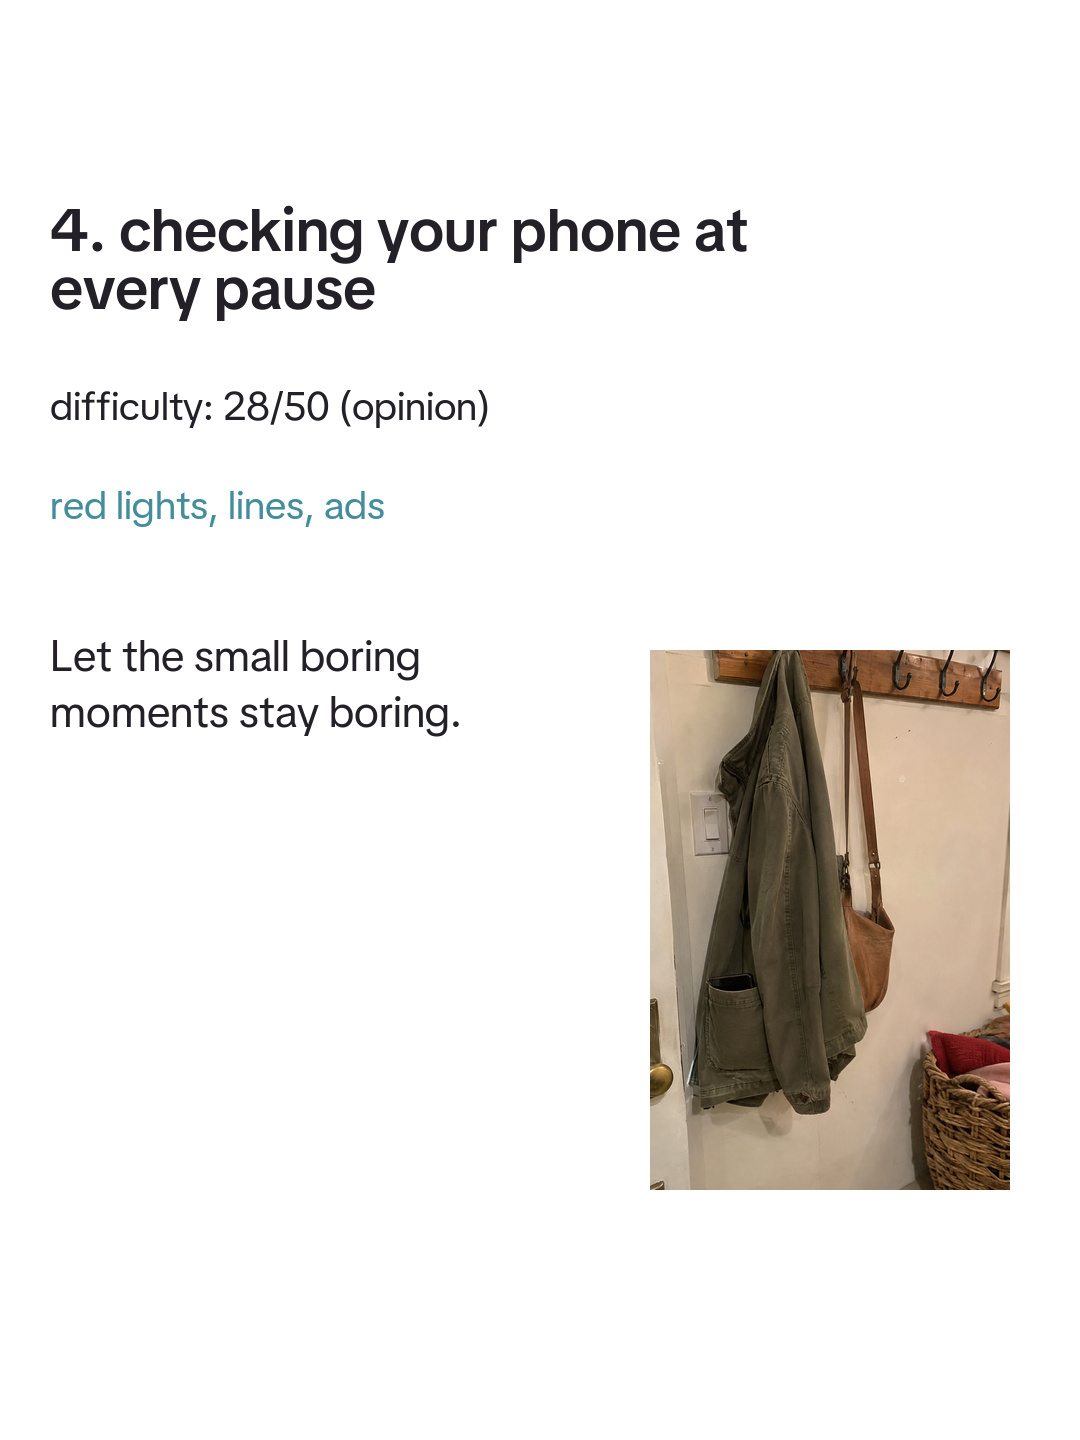 4. checking your phone at
every pause
difficulty: 28/50 (opinion)
red lights, lines, ads
Let the small boring
moments stay boring.